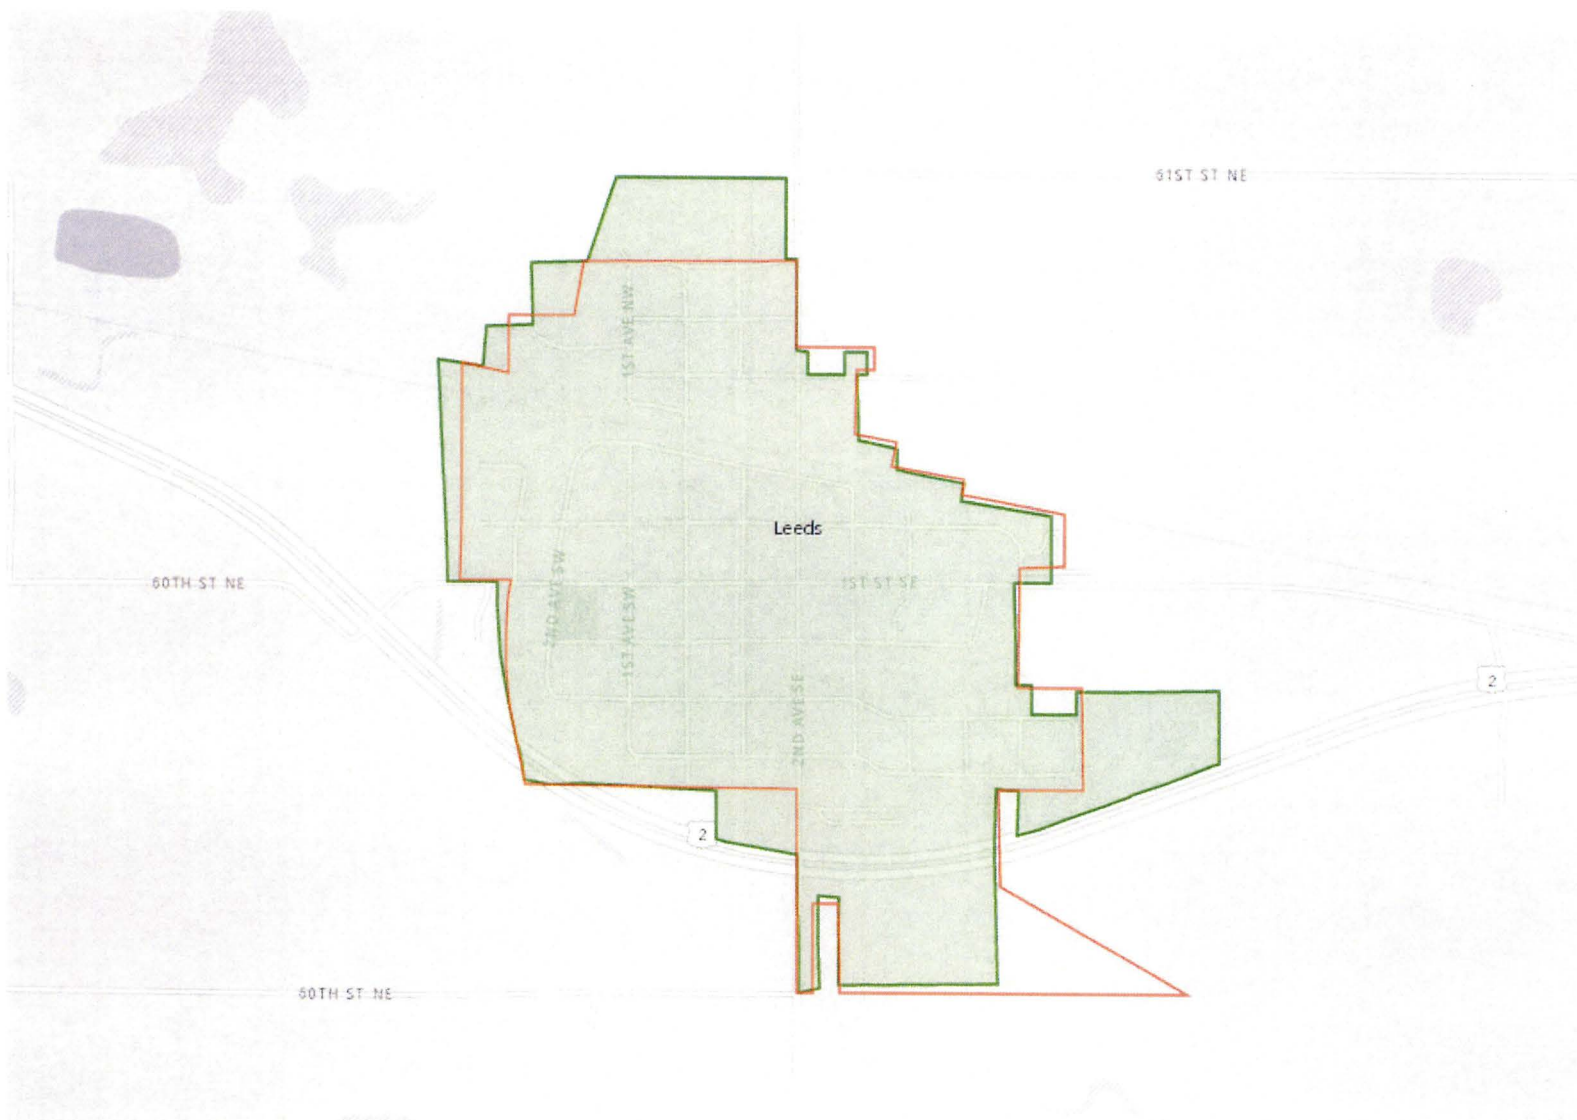 61ST ST NE
1ST AVE NW
Leeds
60TH ST NE
2ND AVE SW
1ST AVE SW
1ST ST SE
2ND AVE SE
2
2
60TH ST NE